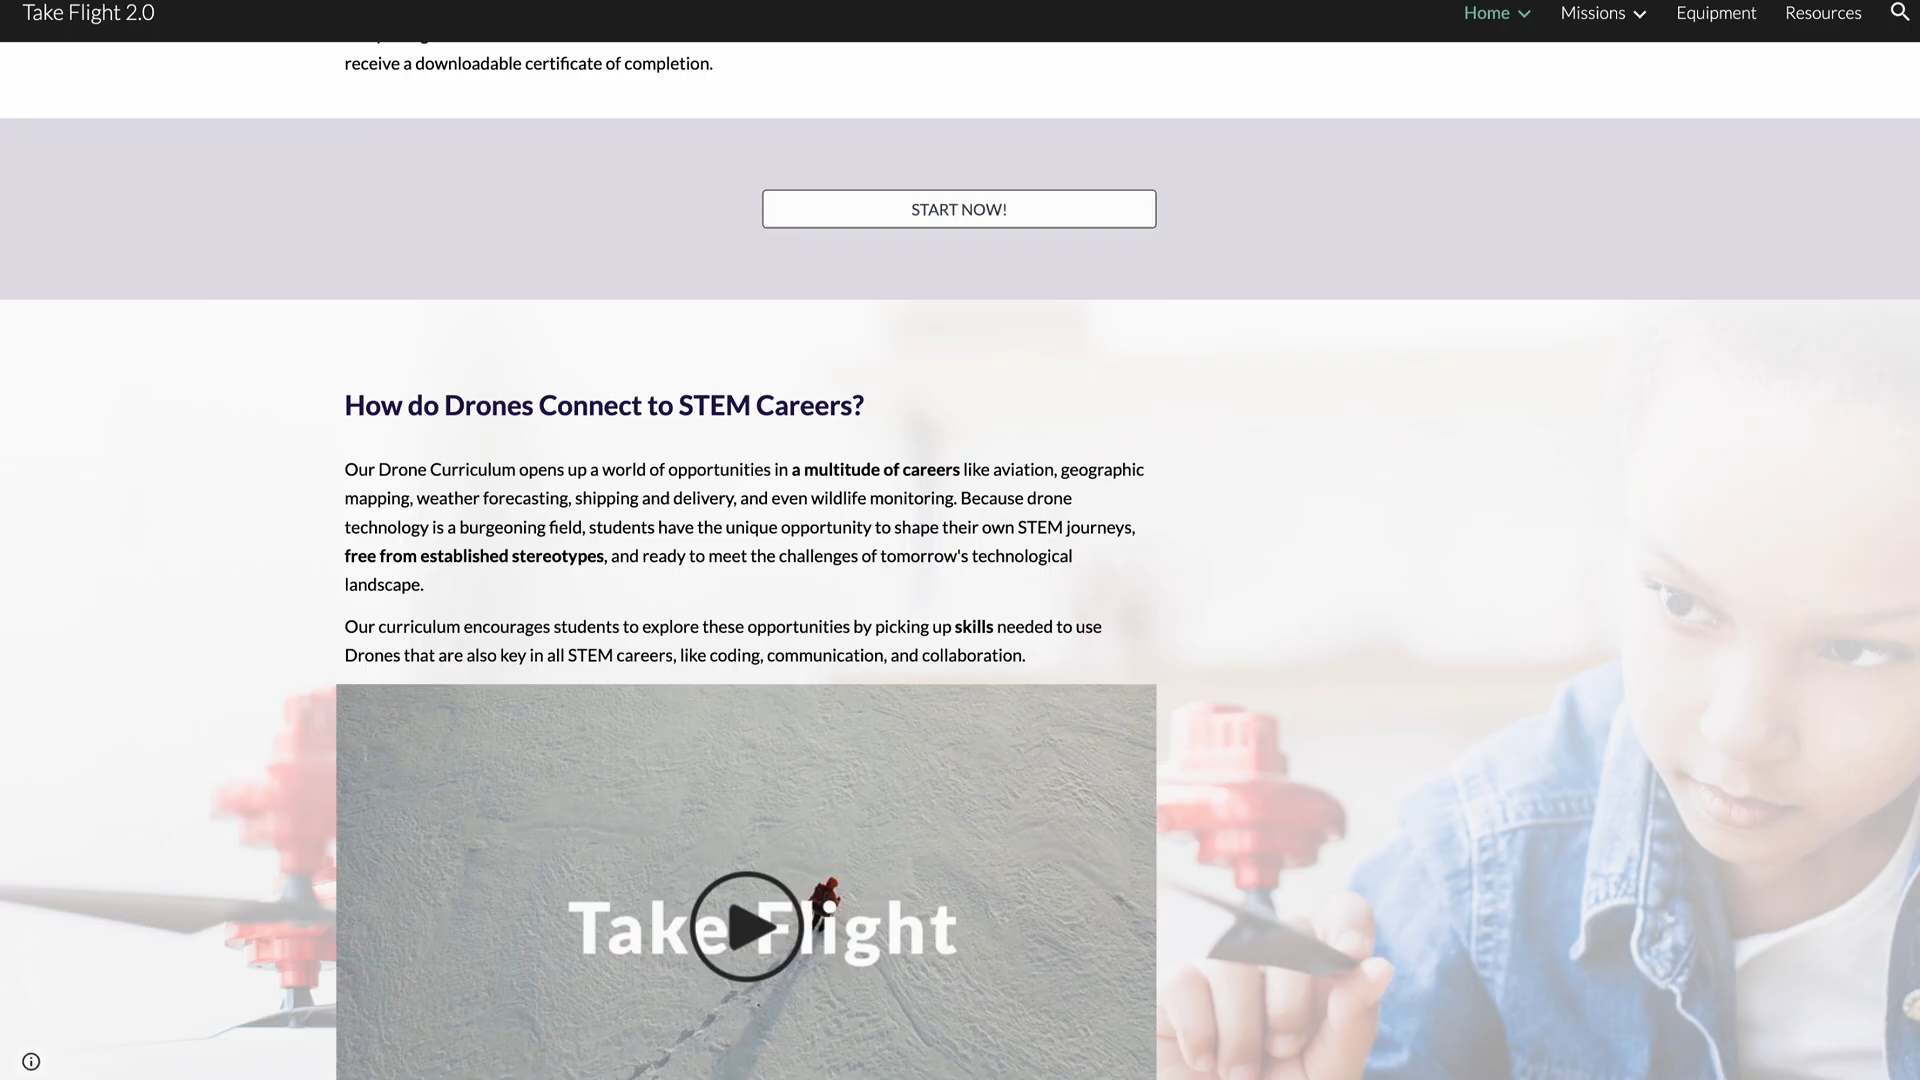 Take Flight 2.0
Home
Missions
Equipment
Resources
receive a downloadable certificate of completion.
START NOW!
How do Drones Connect to STEM Careers?
Our Drone Curriculum opens up a world of opportunities in a multitude of careers like aviation, geographic
mapping, weather forecasting, shipping and delivery, and even wildlife monitoring. Because drone
technology is a burgeoning field, students have the unique opportunity to shape their own STEM journeys,
free from established stereotypes, and ready to meet the challenges of tomorrow's technological
landscape.
Our curriculum encourages students to explore these opportunities by picking up skills needed to use
Drones that are also key in all STEM careers, like coding, communication, and collaboration.
Take Flight